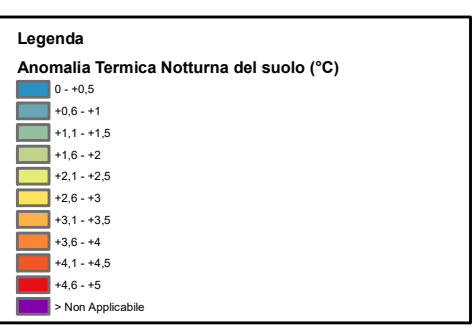 Legenda
Anomalia Termica Notturna del suolo (°C)
0 - +0,5
+0,6 - +1
+1,1 - +1,5
+1,6 - +2
+2,1 - +2,5
+2,6 - +3
+3,1 - +3,5
+3,6 - +4
+4,1 - +4,5
+4,6 - +5
> Non Applicabile